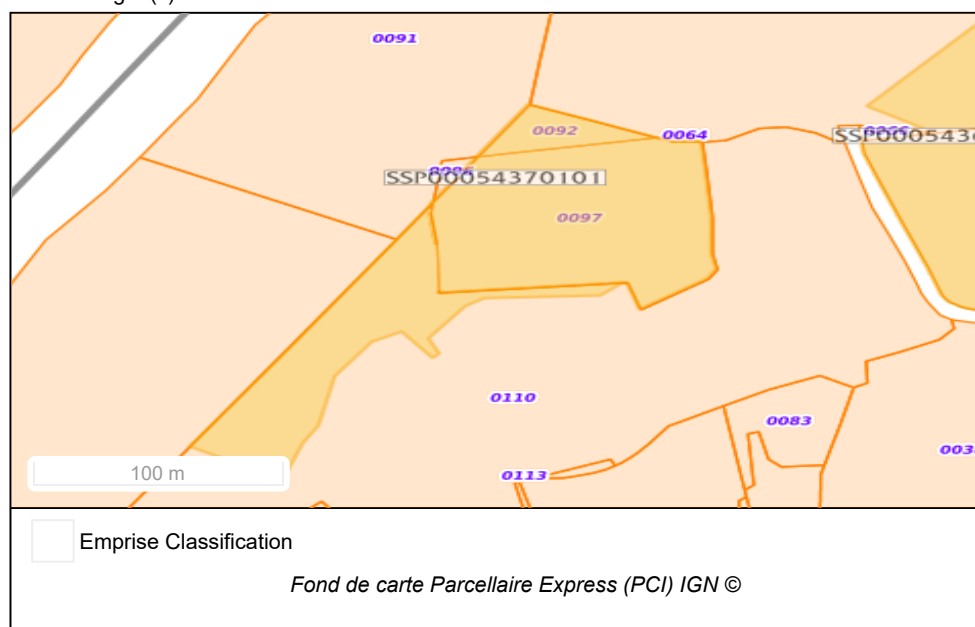 0091
0092
0064
SSP00054370101
0097
0110
0083
0113
100 m
Emprise Classification
Fond de carte Parcellaire Express (PCI) IGN ©